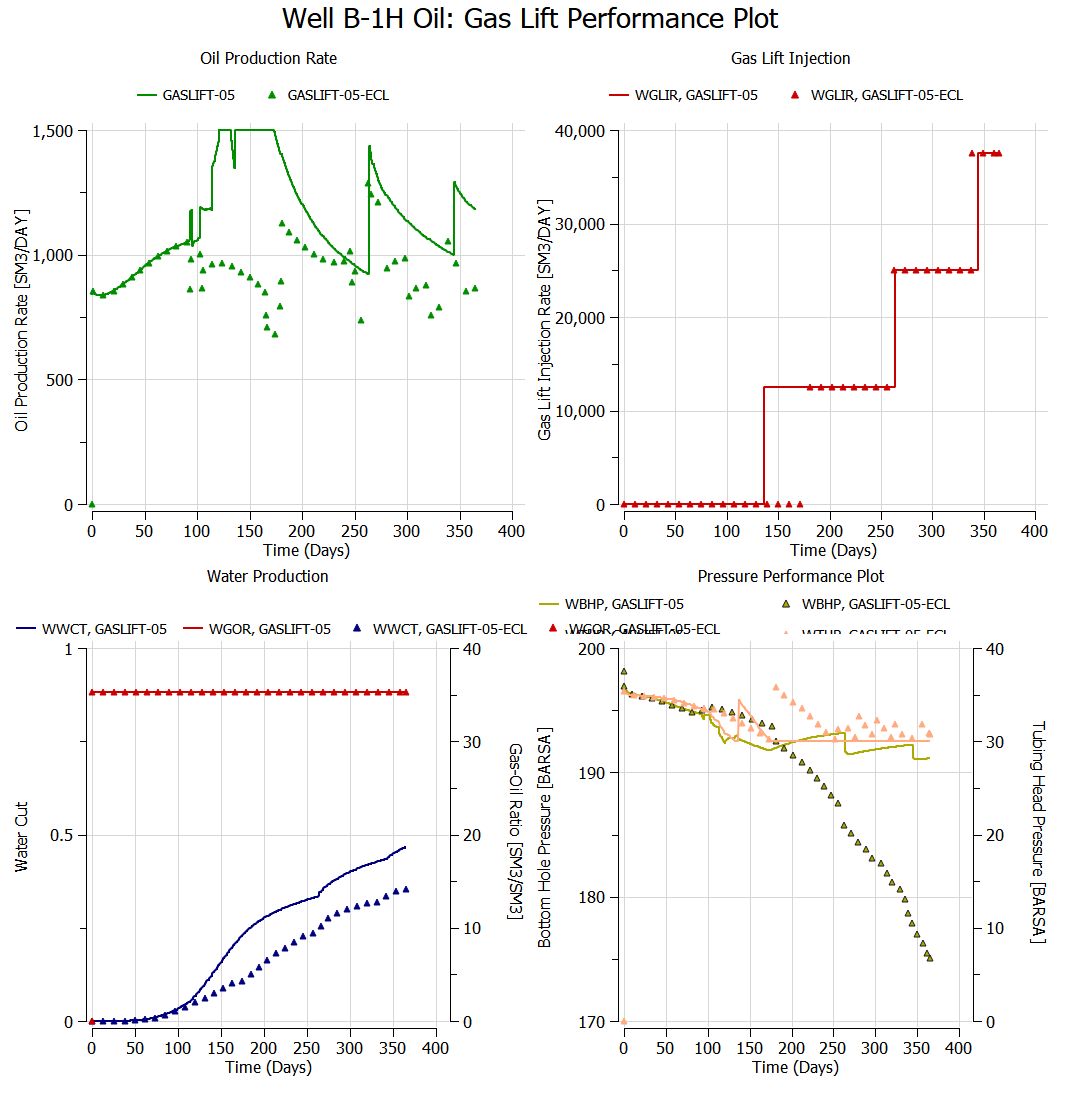 Well B-1H Oil: Gas Lift Performance Plot
Oil Production Rate
GASLIFT-05 GASLIFT-05-ECL
1,500
1,000
500
0
Oil Production Rate [SM3/DAY]
0 50 100 150 200 250 300 350 400
Time (Days)
Gas Lift Injection
WGLIR, GASLIFT-05 WGLIR, GASLIFT-05-ECL
40,000
30,000
20,000
10,000
0
Gas Lift Injection Rate [SM3/DAY]
0 50 100 150 200 250 300 350 400
Time (Days)
Water Production
WWCT, GASLIFT-05 WGOR, GASLIFT-05 WWCT, GASLIFT-05-ECL WGOR, GASLIFT-05-ECL
1
0.5
0
Water Cut
40
30
20
10
0
Gas-Oil Ratio [SM3/SM3]
0 50 100 150 200 250 300 350 400
Time (Days)
Pressure Performance Plot
WBHP, GASLIFT-05 WBHP, GASLIFT-05-ECL
200
190
180
170
Bottom Hole Pressure [BARSA]
40
30
20
10
0
Tubing Head Pressure [BARSA]
0 50 100 150 200 250 300 350 400
Time (Days)